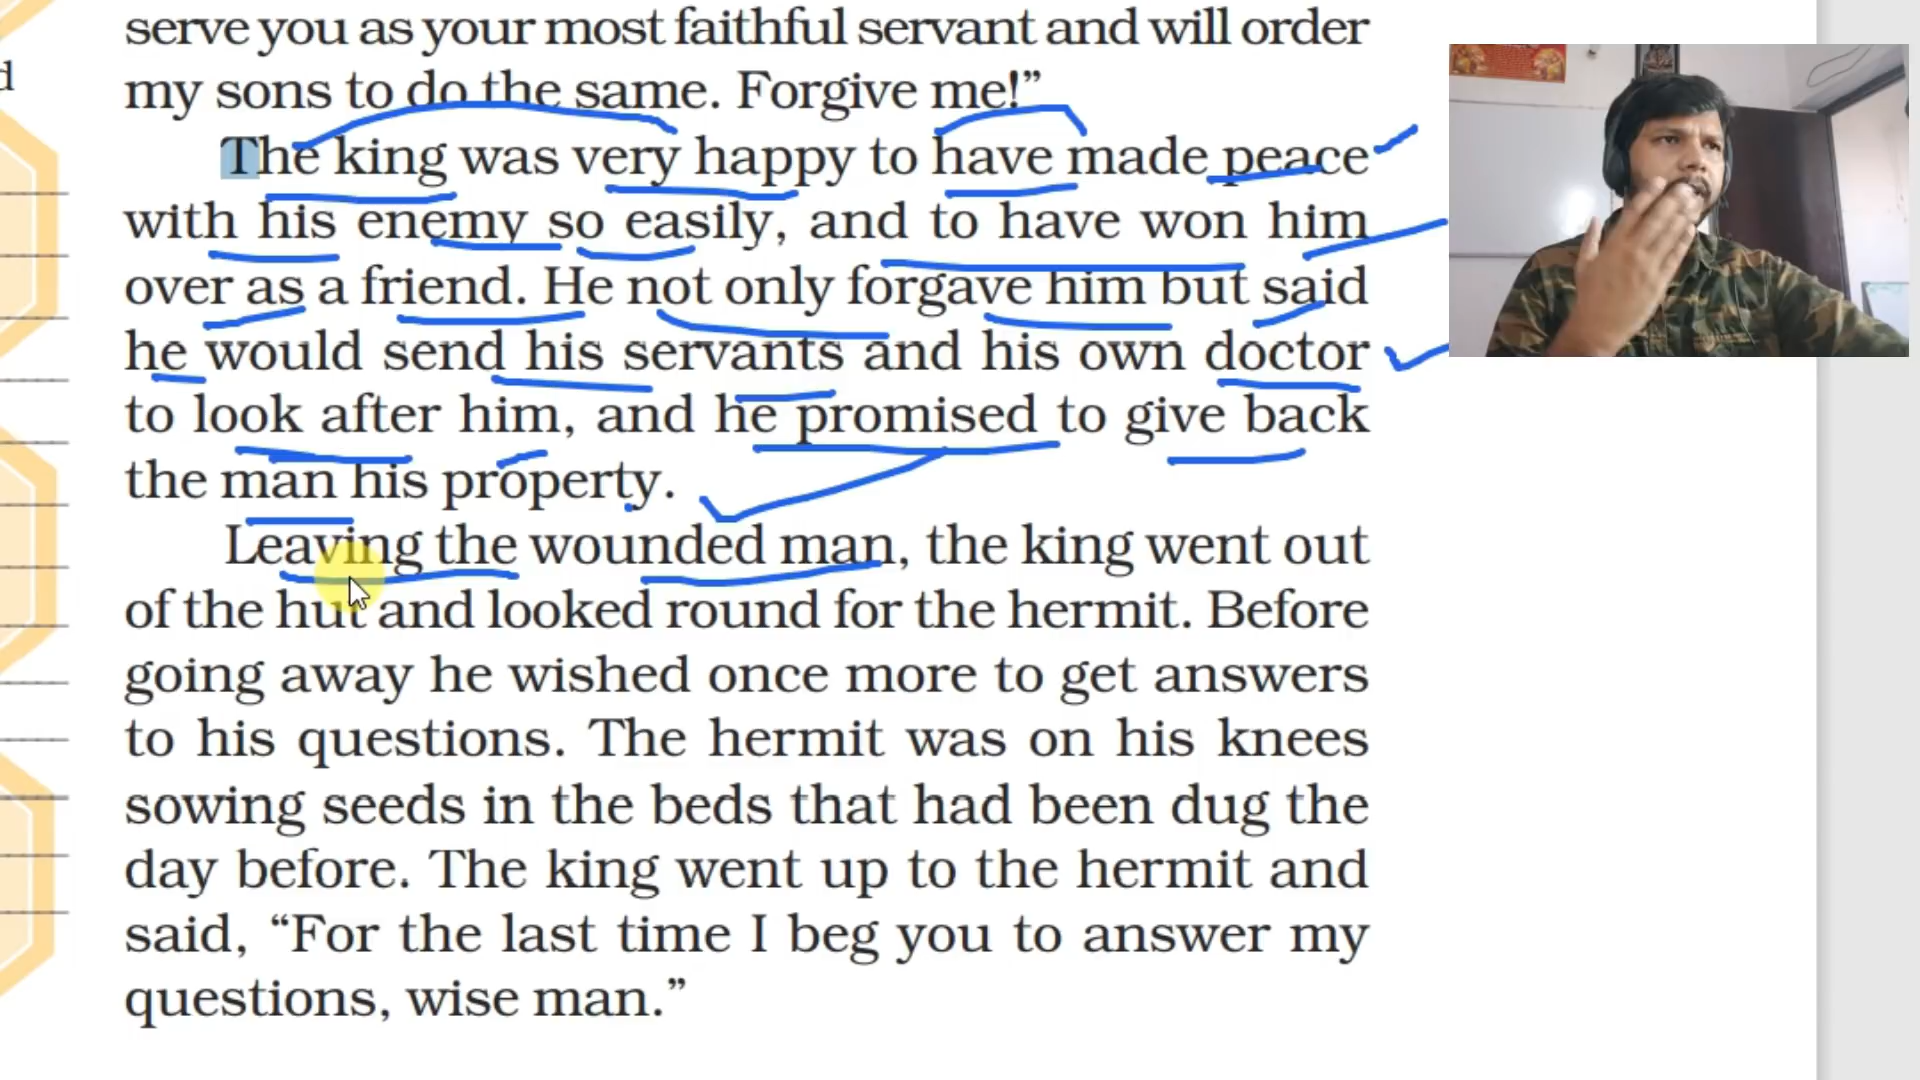 serve you as your most faithful servant and will order
d
my sons to do the same. Forgive me!”
The king was very happy to have made peace
with his enemy so easily, and to have won him
over as a friend. He not only forgave him but said
he would send his servants and his own doctor
to look after him, and he promised to give back
the man his property.
Leaving the wounded man, the king went out
of the hut and looked round for the hermit. Before
going away he wished once more to get answers
to his questions. The hermit was on his knees
sowing seeds in the beds that had been dug the
day before. The king went up to the hermit and
said, “For the last time I beg you to answer my
questions, wise man.”